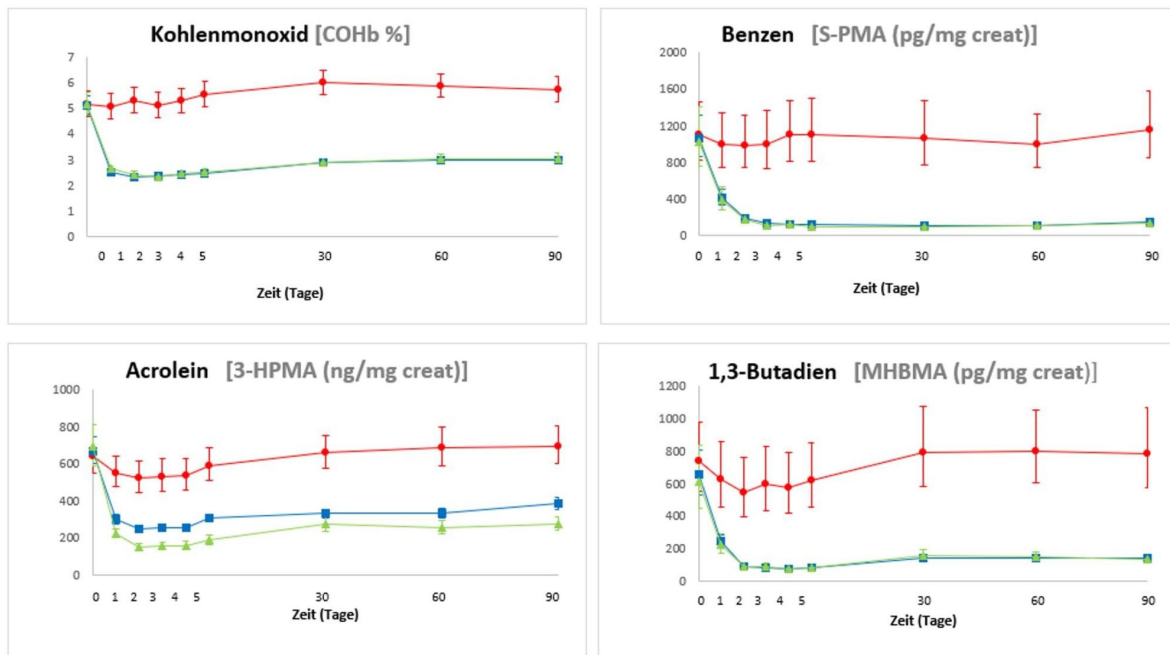 Kohlenmonoxid [COHb %]
7
6
5
4
3
2
1
0
0 1 2 3 4 5 30 60 90
Zeit (Tage)
Benzen [S-PMA (pg/mg creat)]
2000
1600
1200
800
400
0
0 1 2 3 4 5 30 60 90
Zeit (Tage)
Acrolein [3-HPMA (ng/mg creat)]
1000
800
600
400
200
0
0 1 2 3 4 5 30 60 90
Zeit (Tage)
1,3-Butadien [MHBMA (pg/mg creat)]
1200
1000
800
600
400
200
0
0 1 2 3 4 5 30 60 90
Zeit (Tage)